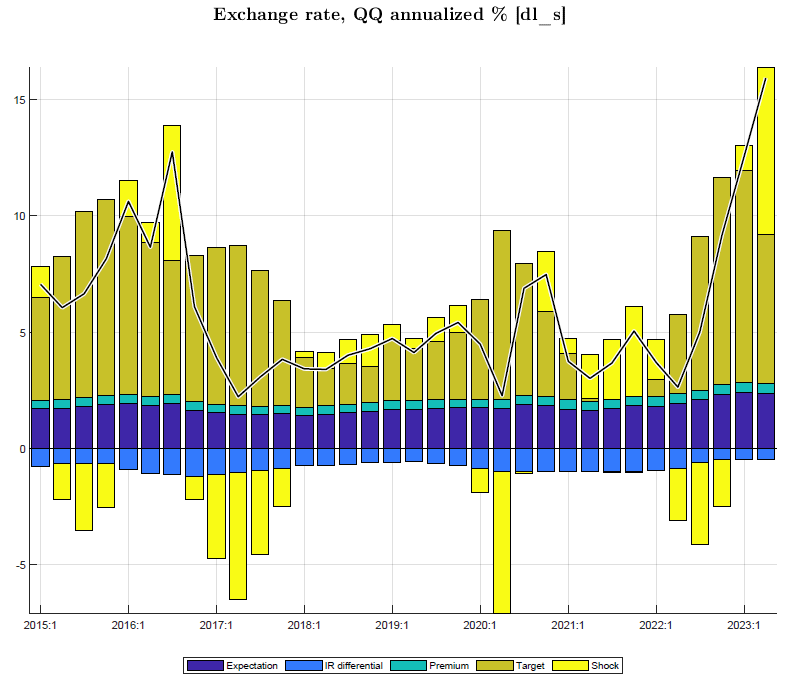 Exchange rate, QQ annualized % [dl_s]
15
10
5
0
-5
2015:1 2016:1 2017:1 2018:1 2019:1 2020:1 2021:1 2022:1 2023:1
Expectation IR differential Premium Target Shock